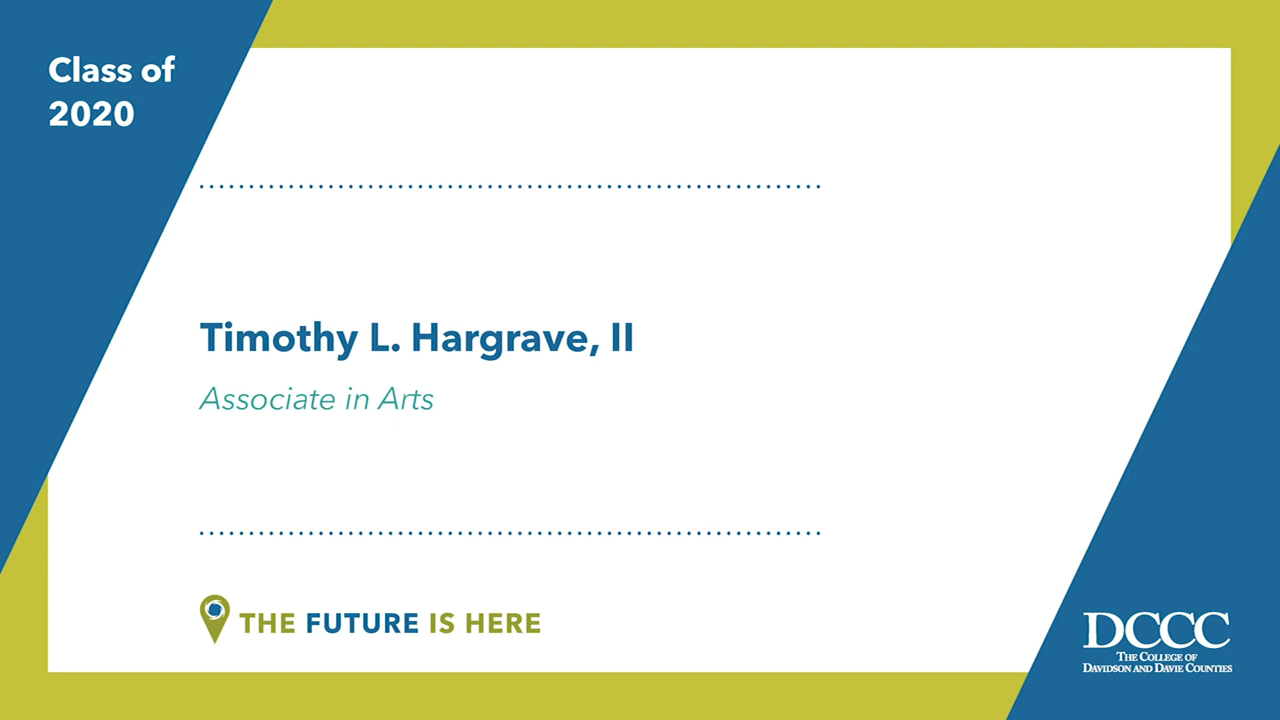 Class of
2020
Timothy L. Hargrave, II
Associate in Arts
THE FUTURE IS HERE
DCCC
THE COLLEGE OF
DAVIDSON AND DAVIE COUNTIES